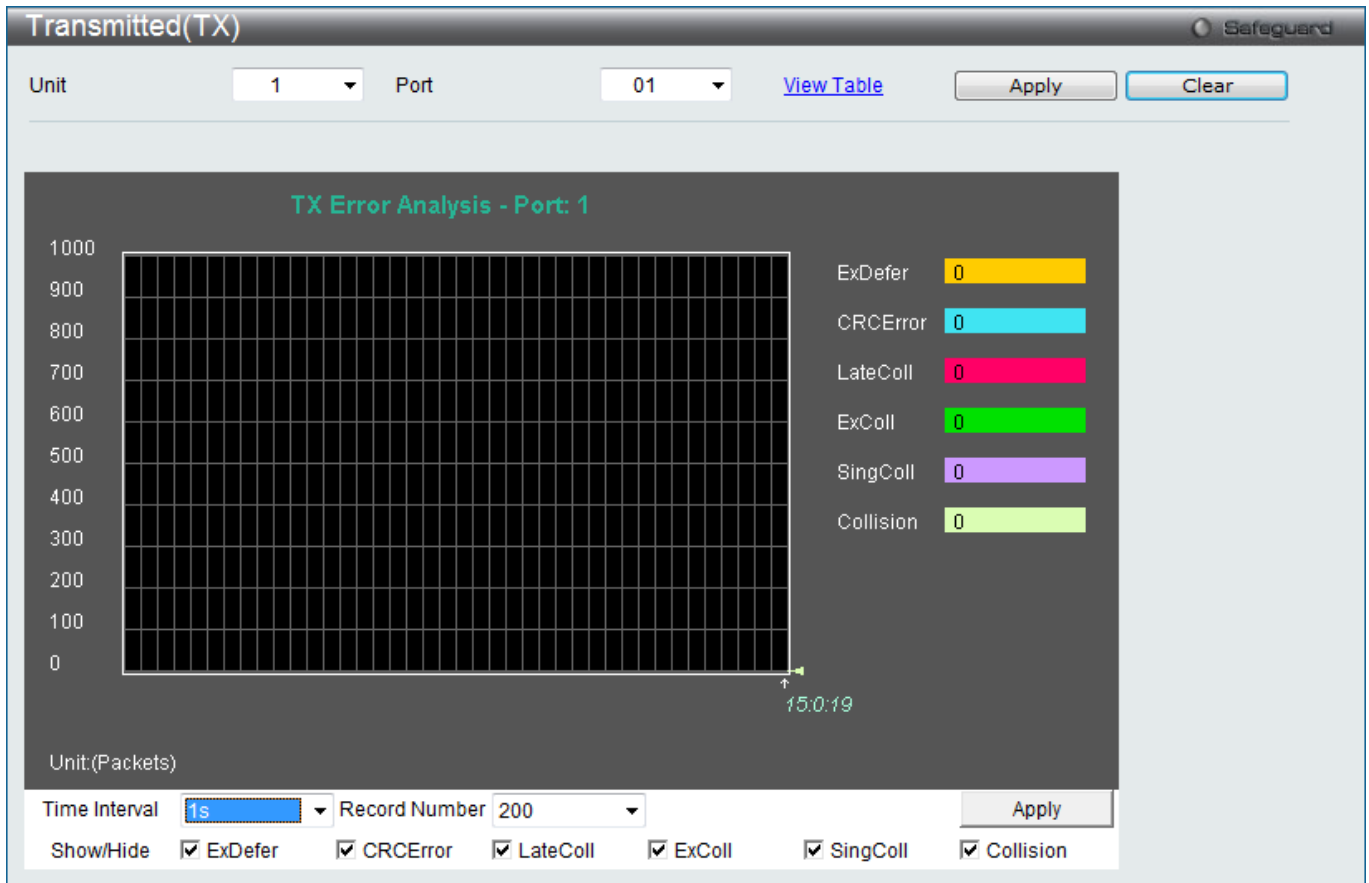 Transmitted(TX)
Safeguard
Unit 1 Port 01 View Table Apply Clear
TX Error Analysis - Port: 1
1000
900
800
700
600
500
400
300
200
100
0
ExDefer 0
CRCError 0
LateColl 0
ExColl 0
SingColl 0
Collision 0
15:0:19
Unit:(Packets)
Time Interval 1s Record Number 200 Apply
Show/Hide ExDefer CRCError LateColl ExColl SingColl Collision